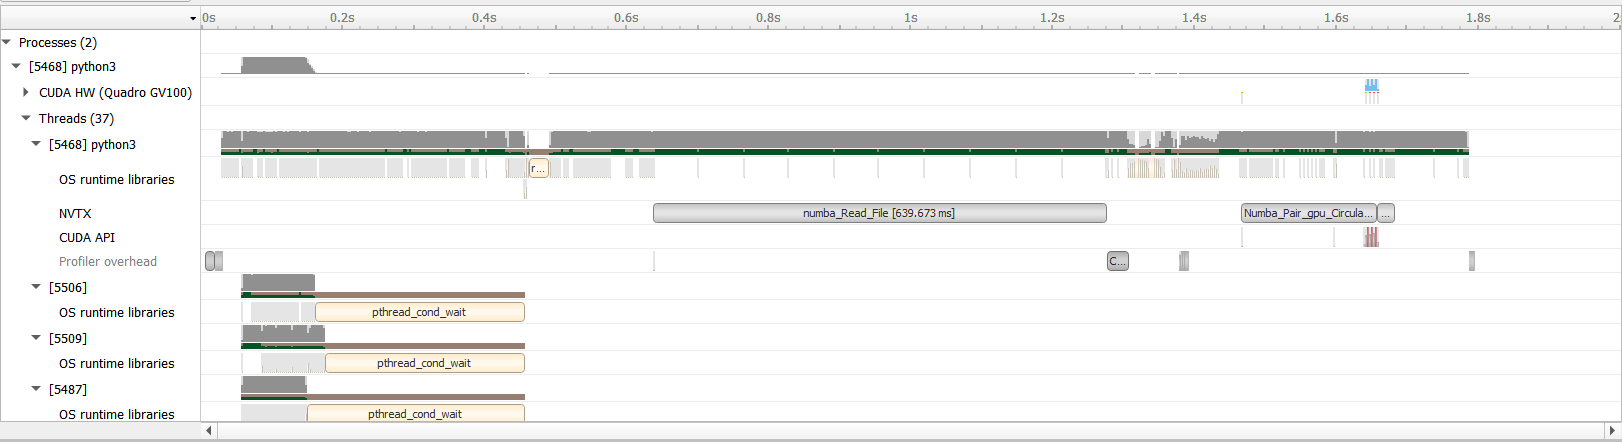 0s 0.2s 0.4s 0.6s 0.8s 1s 1.2s 1.4s 1.6s 1.8s 2
Processes (2)
[5468] python3
CUDA HW (Quadro GV100)
Threads (37)
[5468] python3
OS runtime libraries r...
NVTX numba_Read_File [639.673 ms] Numba_Pair_gpu_Circula... ...
CUDA API
Profiler overhead C...
[5506]
OS runtime libraries pthread_cond_wait
[5509]
OS runtime libraries pthread_cond_wait
[5487]
OS runtime libraries pthread_cond_wait